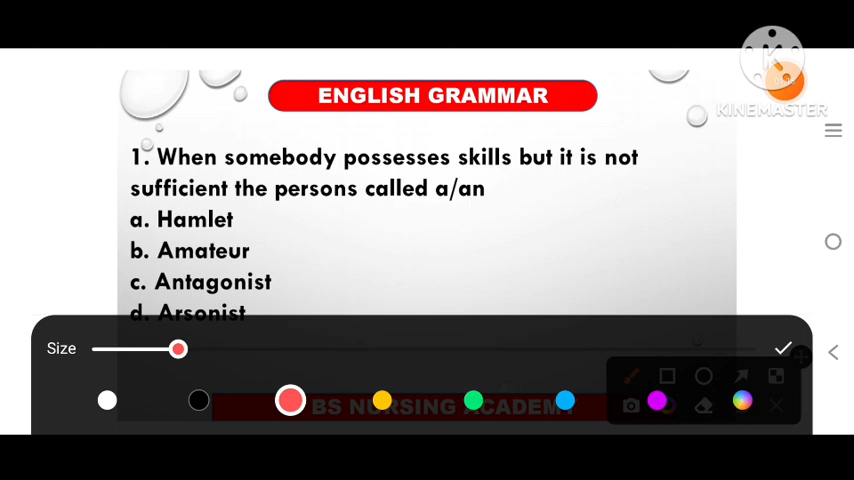 ENGLISH GRAMMAR
KINEMASTER
1. When somebody possesses skills but it is not
sufficient the persons called a/an
a. Hamlet
b. Amateur
c. Antagonist
d. Arsonist
Size
BS NURSING ACADEMY